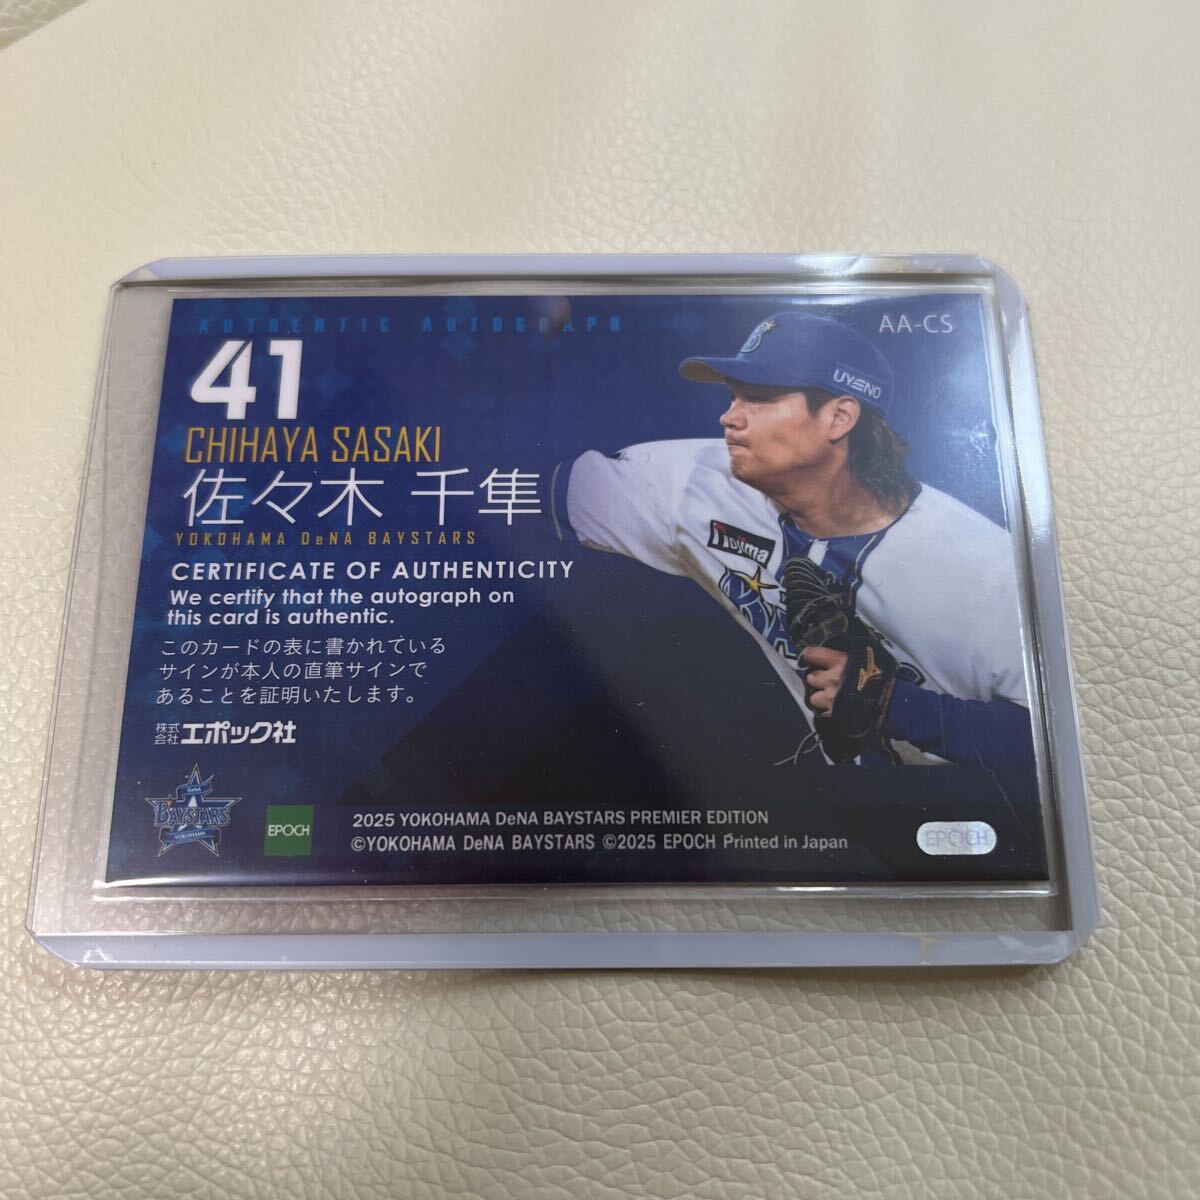 AUTHENTIC AUTOGRAPH
AA-CS
41
CHIHAYA SASAKI
佐々木 千隼
YOKOHAMA DeNA BAYSTARS
CERTIFICATE OF AUTHENTICITY
We certify that the autograph on
this card is authentic.
このカードの表に書かれている
サインが本人の直筆サインで
あることを証明いたします。
株式会社 エポック社
UYENO
nojima
DeNA
BAYSTARS
YOKOHAMA
EPOCH
2025 YOKOHAMA DeNA BAYSTARS PREMIER EDITION
©YOKOHAMA DeNA BAYSTARS ©2025 EPOCH Printed in Japan
EPOCH